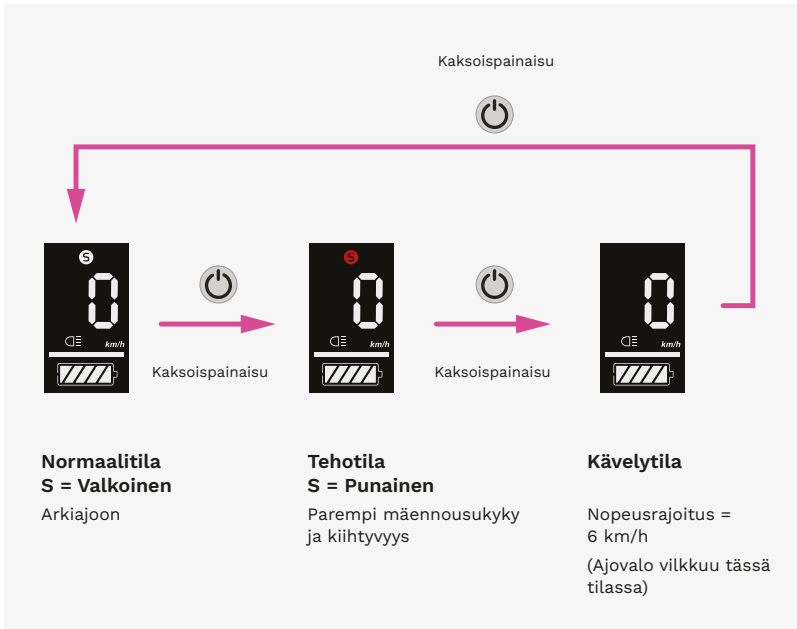 Kaksoispainaisu
S
0
km/h
S
0
km/h
0
km/h
Kaksoispainaisu
Kaksoispainaisu
Normaalitila
S = Valkoinen
Arkiajoon
Tehotila
S = Punainen
Parempi mäennousukyky
ja kiihtyvyys
Kävelytila
Nopeusrajoitus =
6 km/h
(Ajovalo vilkkuu tässä
tilassa)